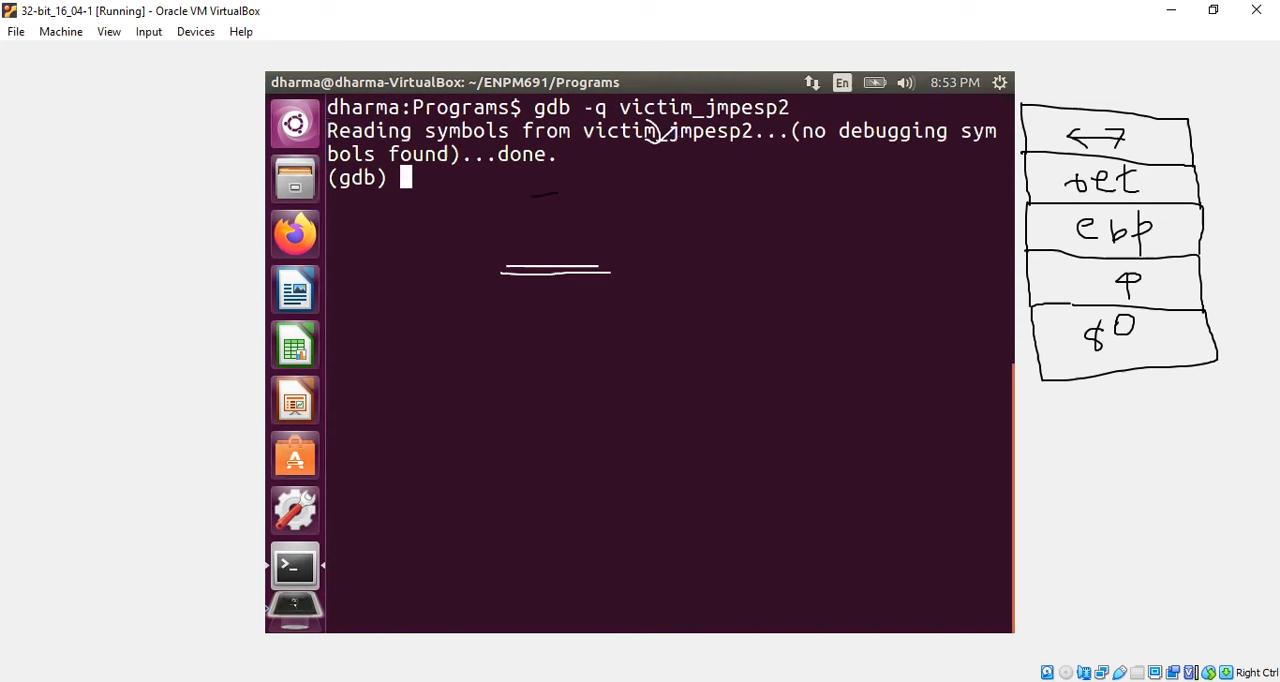 32-bit_16_04-1 [Running] - Oracle VM VirtualBox
File Machine View Input Devices Help
dharma@dharma-VirtualBox: ~/ENPM691/Programs En 8:53 PM
dharma:Programs$ gdb -q victim_jmpesp2
Reading symbols from victim_jmpesp2...(no debugging sym
bols found)...done.
(gdb)
ret
ebp
Right Ctrl